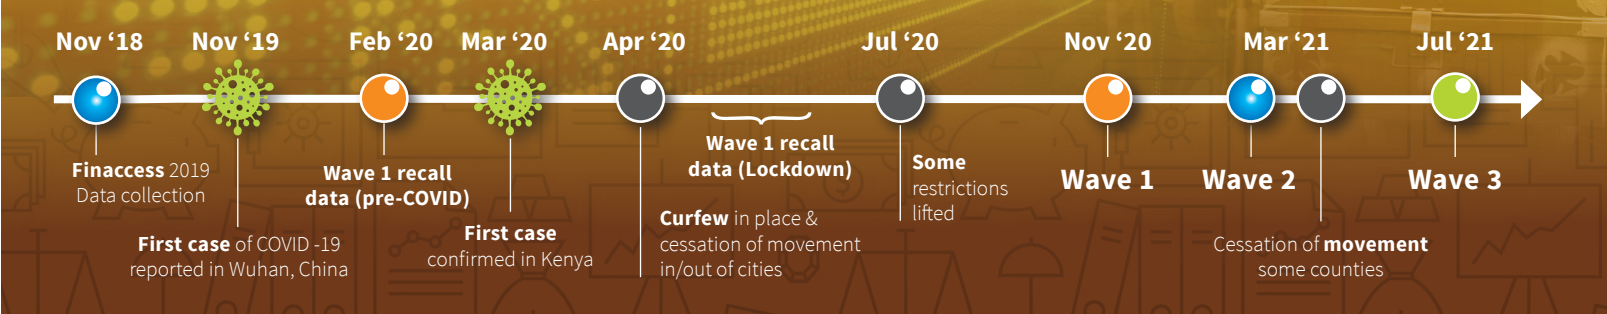 Nov ‘18
Nov ‘19
Feb ‘20
Mar ‘20
Apr ‘20
Jul ‘20
Nov ‘20
Mar ‘21
Jul ‘21
Finaccess 2019
Data collection
First case of COVID -19
reported in Wuhan, China
Wave 1 recall
data (pre-COVID)
First case
confirmed in Kenya
Curfew in place &
cessation of movement
in/out of cities
Wave 1 recall
data (Lockdown)
Some
restrictions
lifted
Wave 1
Wave 2
Cessation of movement
some counties
Wave 3